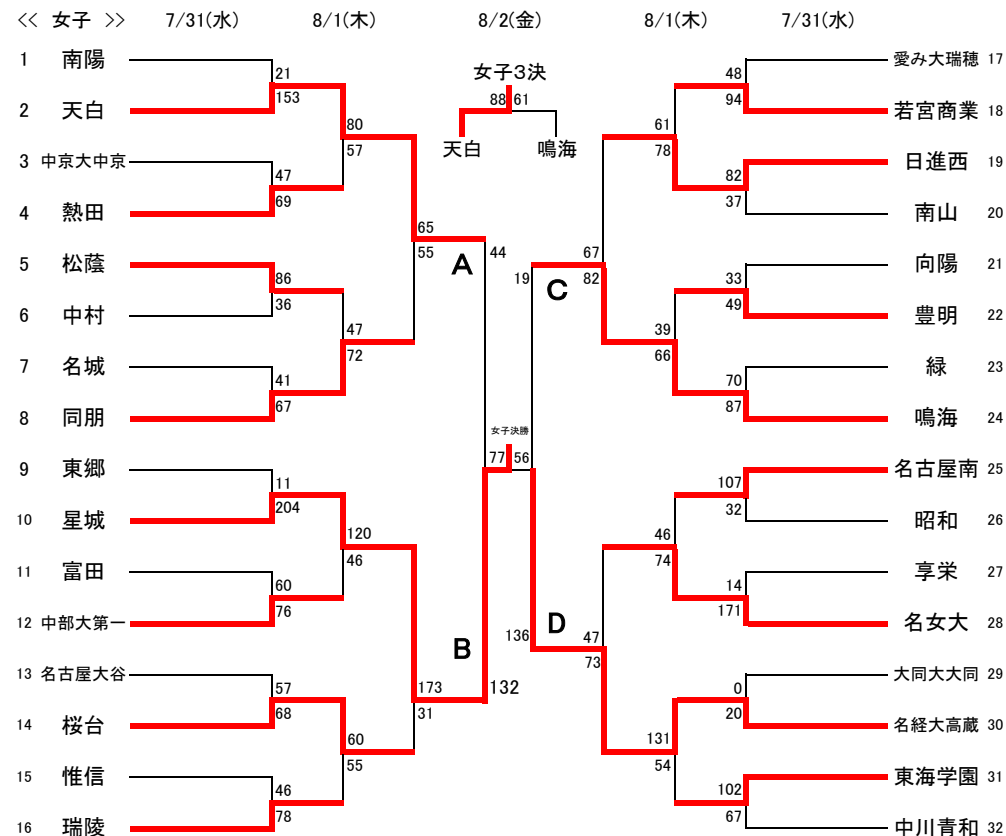 << 女子 >> 7/31(水) 8/1(木) 8/2(金) 8/1(木) 7/31(水)
女子3決
88 61
天白 鳴海
1 南陽
21
153
2 天白
80
57
3 中京大中京
47
69
4 熱田
65
55
5 松蔭
86
36
6 中村
47
72
7 名城
41
67
8 同朋
A
44
9 東郷
11
204
10 星城
120
46
11 富田
60
76
12 中部大第一
B
173
31
132
13 名古屋大谷
57
68
14 桜台
60
55
15 惟信
46
78
16 瑞陵
女子決勝
77 56
愛み大瑞穂 17
48
94
若宮商業 18
61
78
日進西 19
82
37
南山 20
67
82
C
19
向陽 21
33
49
豊明 22
39
66
緑 23
70
87
鳴海 24
名古屋南 25
107
32
昭和 26
46
74
享栄 27
14
171
名女大 28
D
136
47
73
大同大大同 29
0
20
名経大高蔵 30
131
54
東海学園 31
102
67
中川青和 32